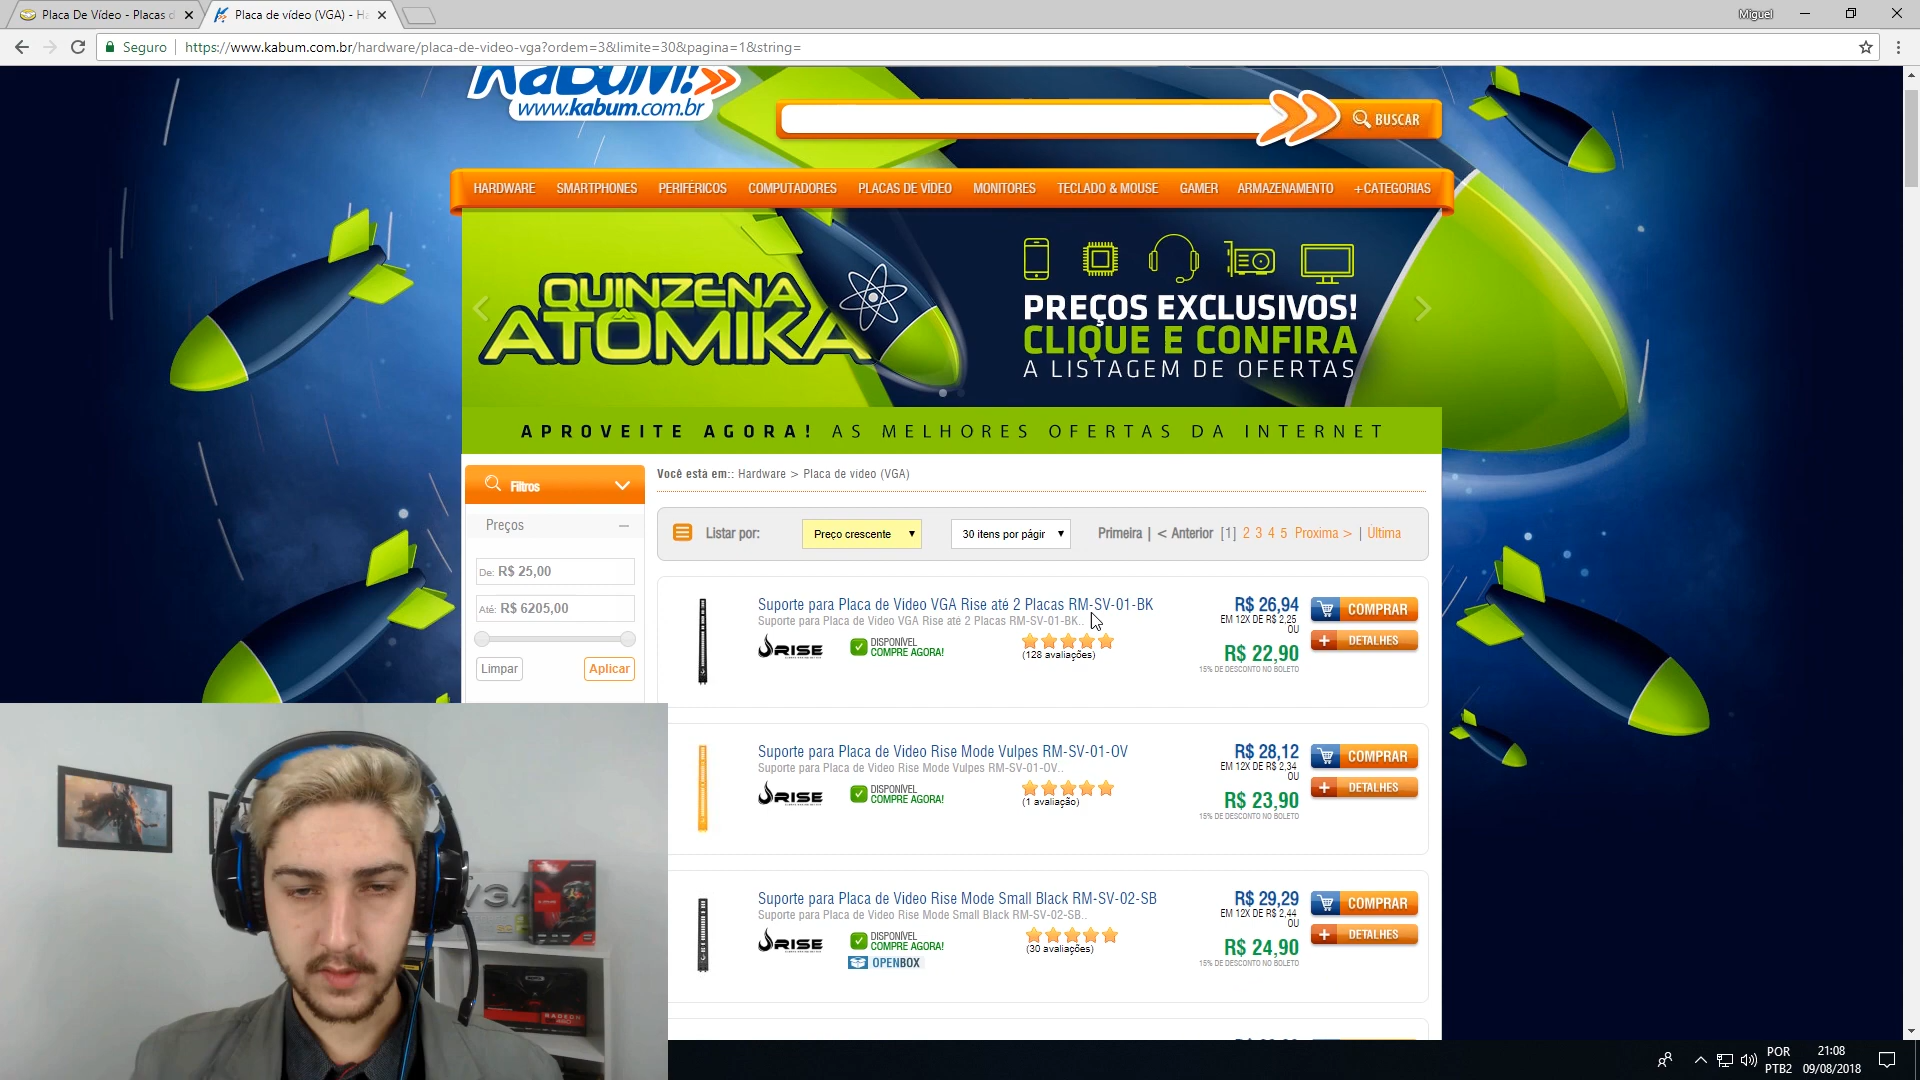 Placa De Vídeo - Placas d
Placa de vídeo (VGA) - Ha
Miguel
Seguro
https://www.kabum.com.br/hardware/placa-de-video-vga?ordem=3&limite=30&pagina=1&string=
KaBuM!
www.kabum.com.br
BUSCAR
HARDWARE SMARTPHONES PERIFÉRICOS COMPUTADORES PLACAS DE VÍDEO MONITORES TECLADO & MOUSE GAMER ARMAZENAMENTO + CATEGORIAS
QUINZENA
ATÔMIKA
PREÇOS EXCLUSIVOS!
CLIQUE E CONFIRA
A LISTAGEM DE OFERTAS
APROVEITE AGORA! AS MELHORES OFERTAS DA INTERNET
Filtros
Preços
De: R$ 25,00
Até: R$ 6205,00
Limpar
Aplicar
Você está em:: Hardware > Placa de vídeo (VGA)
Listar por:
Preço crescente
30 itens por págir
Primeira | < Anterior [1] 2 3 4 5 Proxima > | Última
Suporte para Placa de Video VGA Rise até 2 Placas RM-SV-01-BK
Suporte para Placa de Video VGA Rise até 2 Placas RM-SV-01-BK..
RISE
DISPONÍVEL
COMPRE AGORA!
(128 avaliações)
R$ 26,94
EM 12X DE R$ 2,25
OU
R$ 22,90
15% DE DESCONTO NO BOLETO
COMPRAR
DETALHES
Suporte para Placa de Video Rise Mode Vulpes RM-SV-01-OV
Suporte para Placa de Video Rise Mode Vulpes RM-SV-01-OV..
RISE
DISPONÍVEL
COMPRE AGORA!
(1 avaliação)
R$ 28,12
EM 12X DE R$ 2,34
OU
R$ 23,90
15% DE DESCONTO NO BOLETO
COMPRAR
DETALHES
Suporte para Placa de Video Rise Mode Small Black RM-SV-02-SB
Suporte para Placa de Video Rise Mode Small Black RM-SV-02-SB..
RISE
DISPONÍVEL
COMPRE AGORA!
OPENBOX
(30 avaliações)
R$ 29,29
EM 12X DE R$ 2,44
OU
R$ 24,90
15% DE DESCONTO NO BOLETO
COMPRAR
DETALHES
VGA
RADEON
POR
PTB2
21:08
09/08/2018